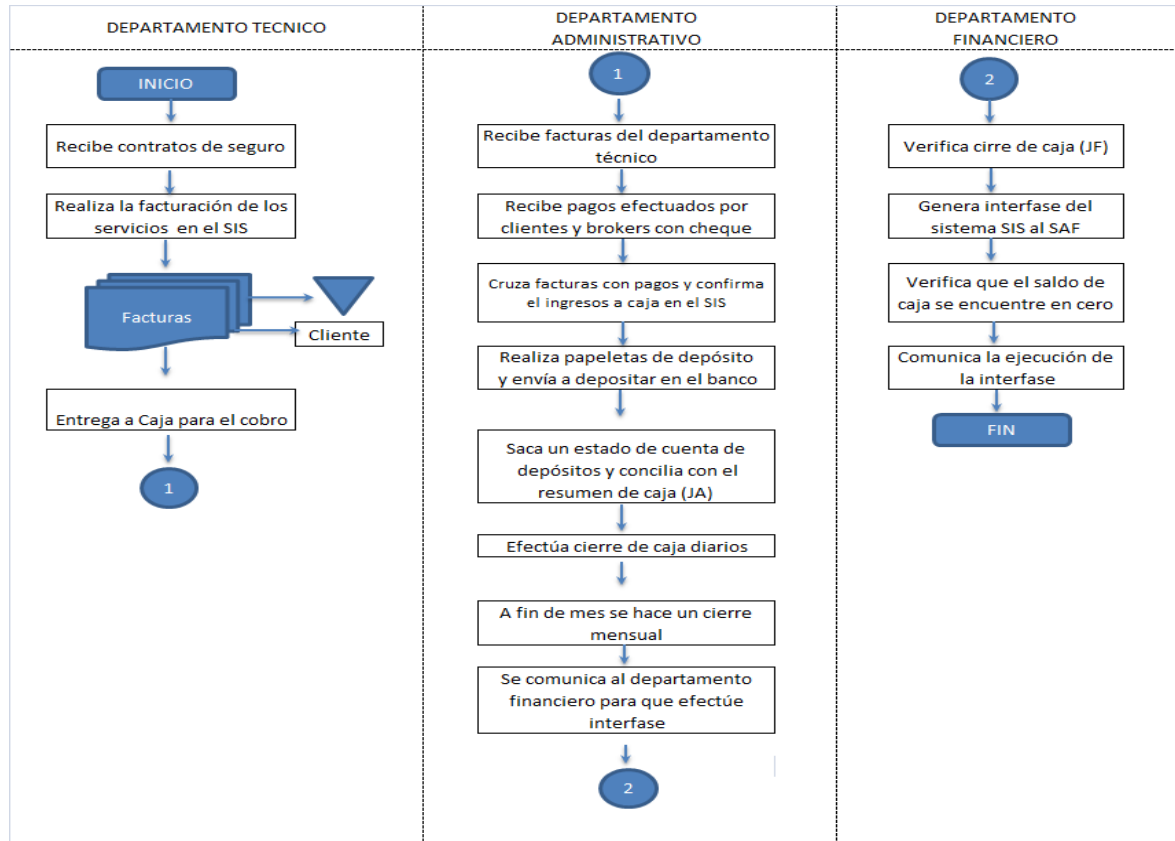 DEPARTAMENTO TECNICO
INICIO
Recibe contratos de seguro
Realiza la facturación de los
servicios en el SIS
Facturas
Cliente
Entrega a Caja para el cobro
1
DEPARTAMENTO
ADMINISTRATIVO
1
Recibe facturas del departamento
técnico
Recibe pagos efectuados por
clientes y brokers con cheque
Cruza facturas con pagos y confirma
el ingresos a caja en el SIS
Realiza papeletas de depósito
y envía a depositar en el banco
Saca un estado de cuenta de
depósitos y concilia con el
resumen de caja (JA)
Efectúa cierre de caja diarios
A fin de mes se hace un cierre
mensual
Se comunica al departamento
financiero para que efectúe
interfase
2
DEPARTAMENTO
FINANCIERO
2
Verifica cirre de caja (JF)
Genera interfase del
sistema SIS al SAF
Verifica que el saldo de
caja se encuentre en cero
Comunica la ejecución de
la interfase
FIN